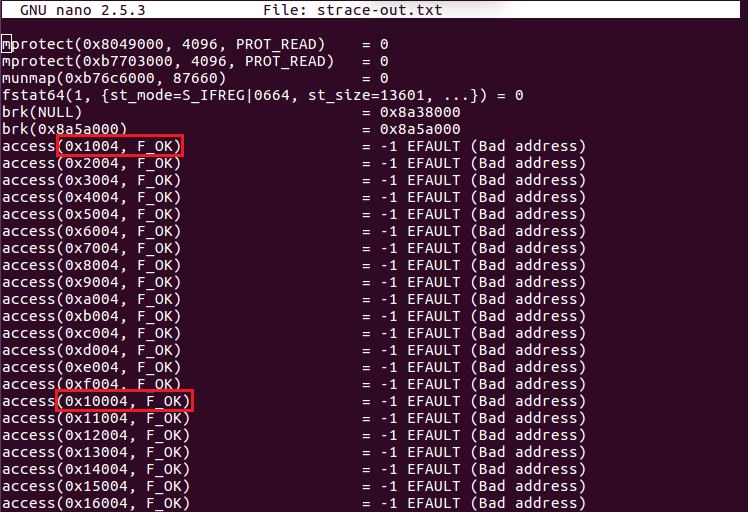 GNU nano 2.5.3 File: strace-out.txt
mprotect(0x8049000, 4096, PROT_READ) = 0
mprotect(0xb7703000, 4096, PROT_READ) = 0
munmap(0xb76c6000, 87660) = 0
fstat64(1, {st_mode=S_IFREG|0664, st_size=13601, ...}) = 0
brk(NULL) = 0x8a38000
brk(0x8a5a000) = 0x8a5a000
access(0x1004, F_OK) = -1 EFAULT (Bad address)
access(0x2004, F_OK) = -1 EFAULT (Bad address)
access(0x3004, F_OK) = -1 EFAULT (Bad address)
access(0x4004, F_OK) = -1 EFAULT (Bad address)
access(0x5004, F_OK) = -1 EFAULT (Bad address)
access(0x6004, F_OK) = -1 EFAULT (Bad address)
access(0x7004, F_OK) = -1 EFAULT (Bad address)
access(0x8004, F_OK) = -1 EFAULT (Bad address)
access(0x9004, F_OK) = -1 EFAULT (Bad address)
access(0xa004, F_OK) = -1 EFAULT (Bad address)
access(0xb004, F_OK) = -1 EFAULT (Bad address)
access(0xc004, F_OK) = -1 EFAULT (Bad address)
access(0xd004, F_OK) = -1 EFAULT (Bad address)
access(0xe004, F_OK) = -1 EFAULT (Bad address)
access(0xf004, F_OK) = -1 EFAULT (Bad address)
access(0x10004, F_OK) = -1 EFAULT (Bad address)
access(0x11004, F_OK) = -1 EFAULT (Bad address)
access(0x12004, F_OK) = -1 EFAULT (Bad address)
access(0x13004, F_OK) = -1 EFAULT (Bad address)
access(0x14004, F_OK) = -1 EFAULT (Bad address)
access(0x15004, F_OK) = -1 EFAULT (Bad address)
access(0x16004, F_OK) = -1 EFAULT (Bad address)